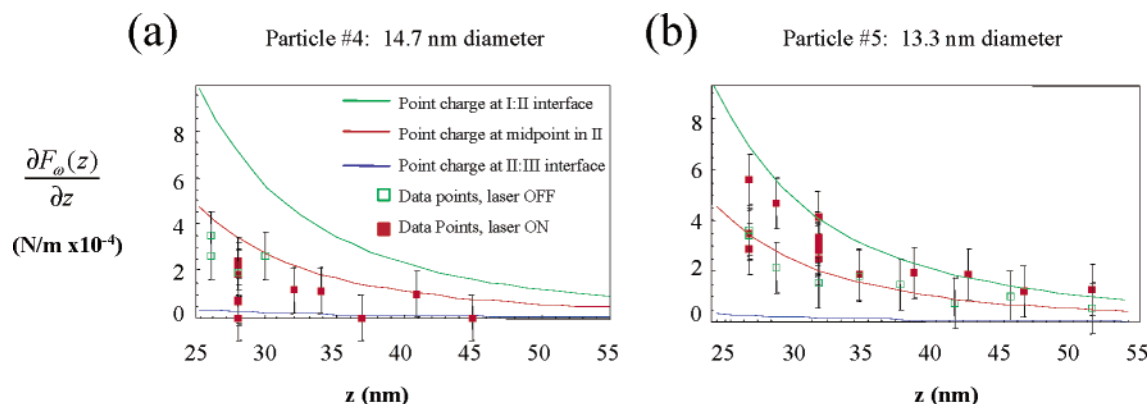 (a) Particle #4: 14.7 nm diameter
(b) Particle #5: 13.3 nm diameter
∂F_ω(z)
∂z
(N/m x10⁻⁴)
8
6
4
2
0
Point charge at I:II interface
Point charge at midpoint in II
Point charge at II:III interface
Data points, laser OFF
Data Points, laser ON
25 30 35 40 45 50 55
z (nm)
8
6
4
2
0
25 30 35 40 45 50 55
z (nm)